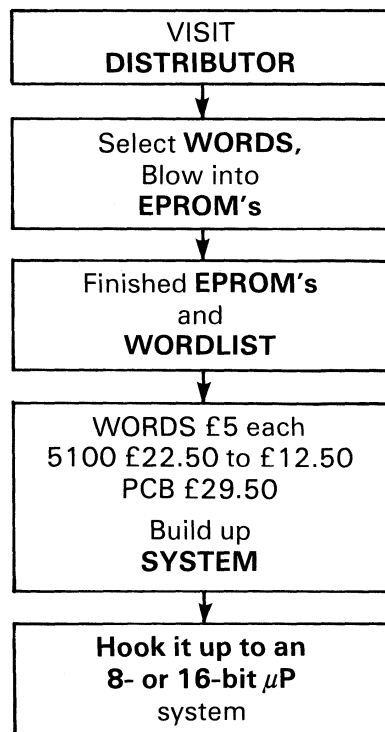 VISIT
DISTRIBUTOR
Select WORDS,
Blow into
EPROM's
Finished EPROM's
and
WORDLIST
WORDS £5 each
5100 £22.50 to £12.50
PCB £29.50
Build up
SYSTEM
Hook it up to an
8- or 16-bit μP
system